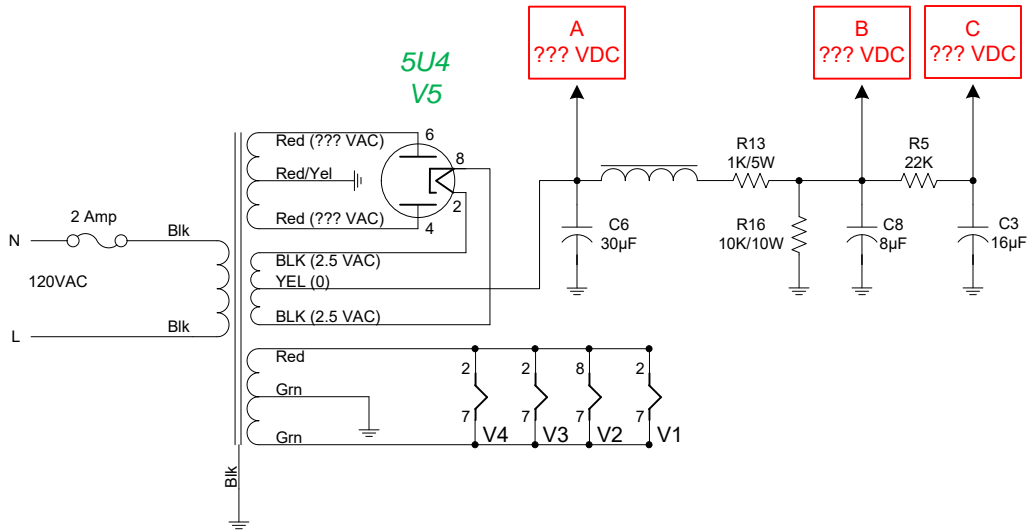 A
??? VDC
B
??? VDC
C
??? VDC
5U4
V5
6
8
2
4
Red (??? VAC)
Red/Yel
Red (??? VAC)
R13
1K/5W
R5
22K
2 Amp
N
Blk
120VAC
L
Blk
BLK (2.5 VAC)
YEL (0)
BLK (2.5 VAC)
C6
30µF
R16
10K/10W
C8
8µF
C3
16µF
Red
Grn
Grn
2
7
V4
2
7
V3
8
7
V2
2
7
V1
Blk